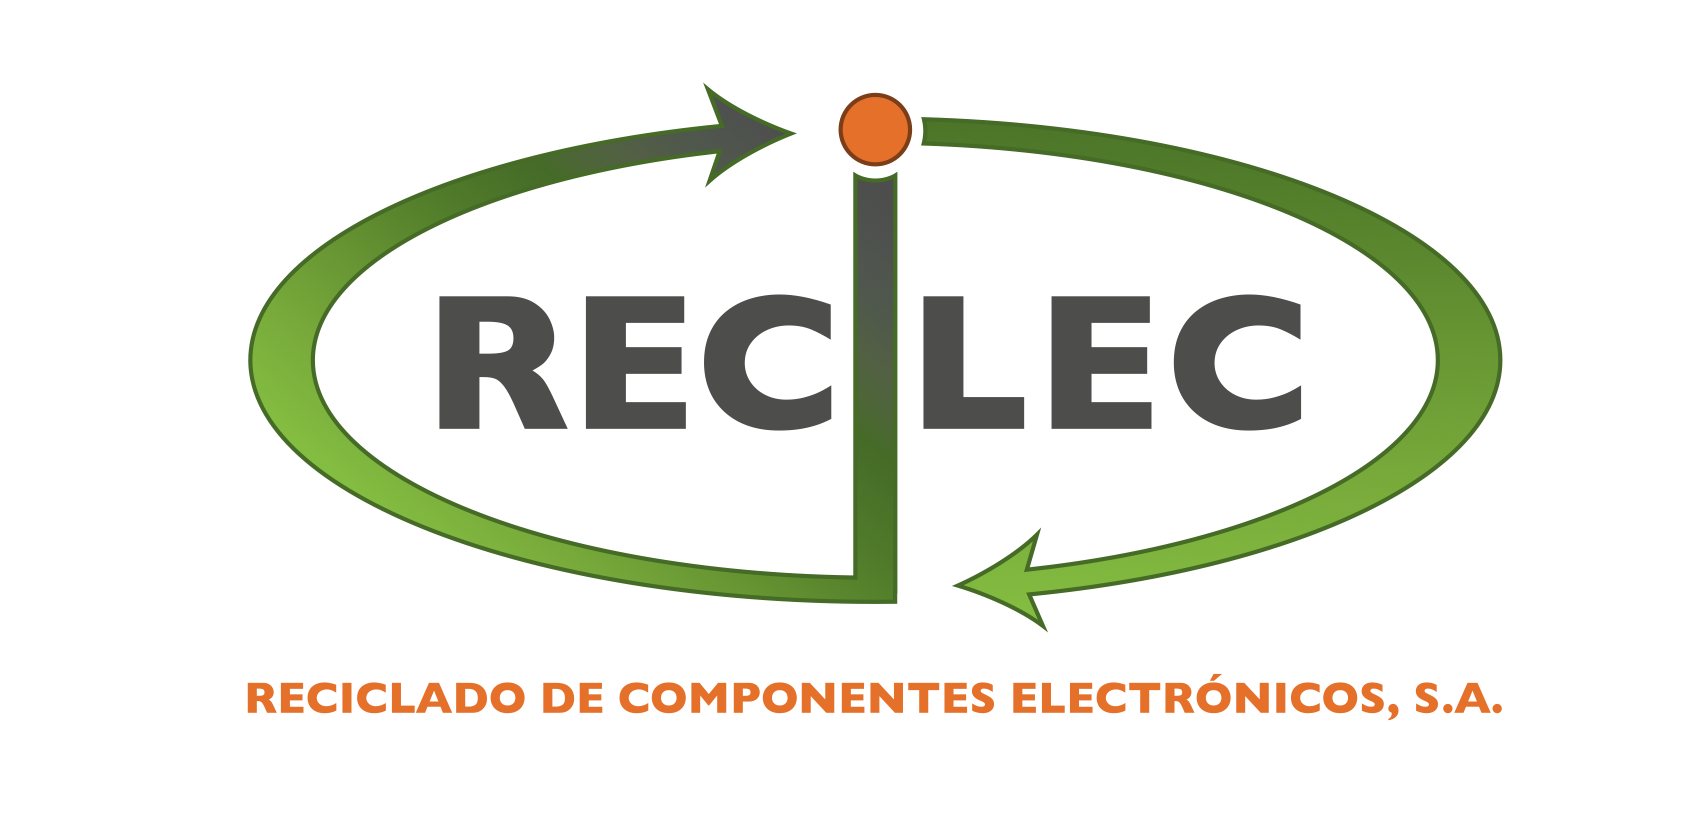 RECiLEC
RECICLADO DE COMPONENTES ELECTRÓNICOS, S.A.